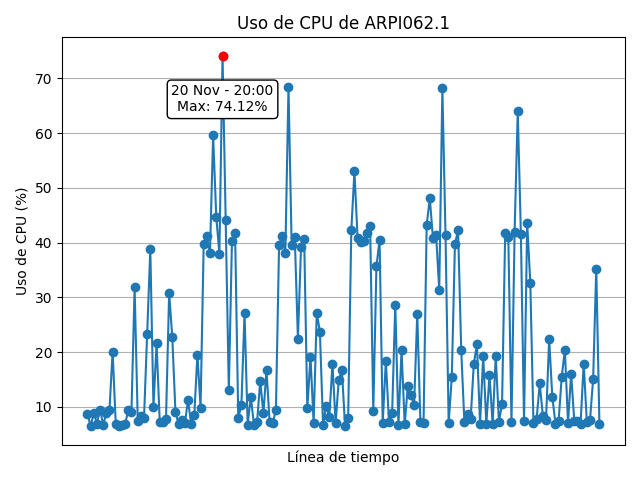 Uso de CPU de ARPI062.1
70
60
50
40
30
20
10
Uso de CPU (%)
20 Nov - 20:00
Max: 74.12%
Línea de tiempo